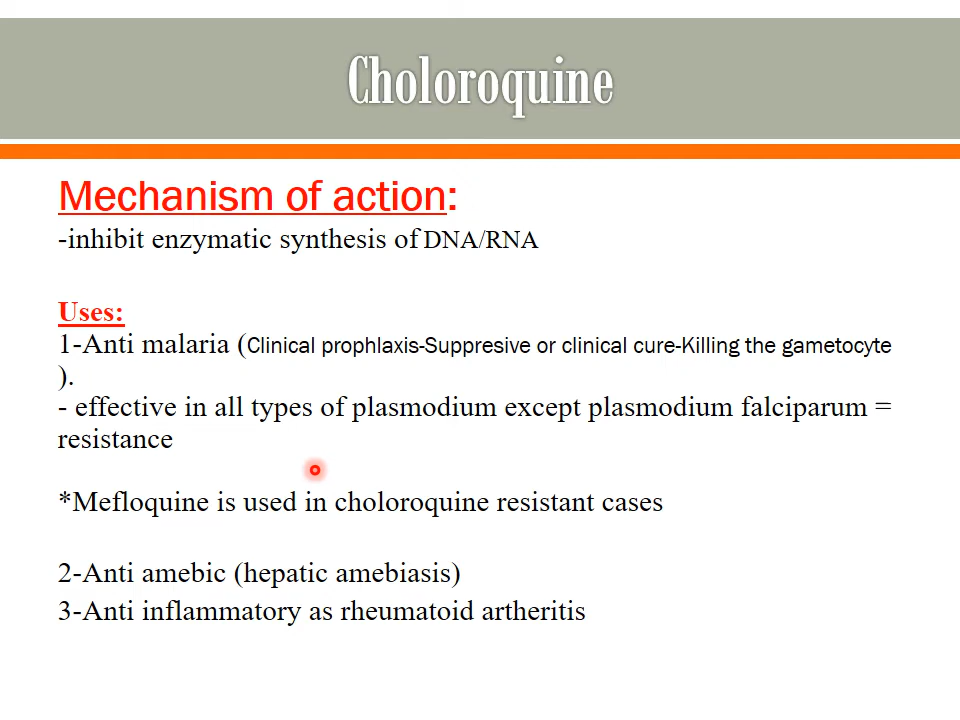 Choloroquine
Mechanism of action:
-inhibit enzymatic synthesis of DNA/RNA
Uses:
1-Anti malaria (Clinical prophlaxis-Suppresive or clinical cure-Killing the gametocyte
).
- effective in all types of plasmodium except plasmodium falciparum =
resistance
*Mefloquine is used in choloroquine resistant cases
2-Anti amebic (hepatic amebiasis)
3-Anti inflammatory as rheumatoid artheritis